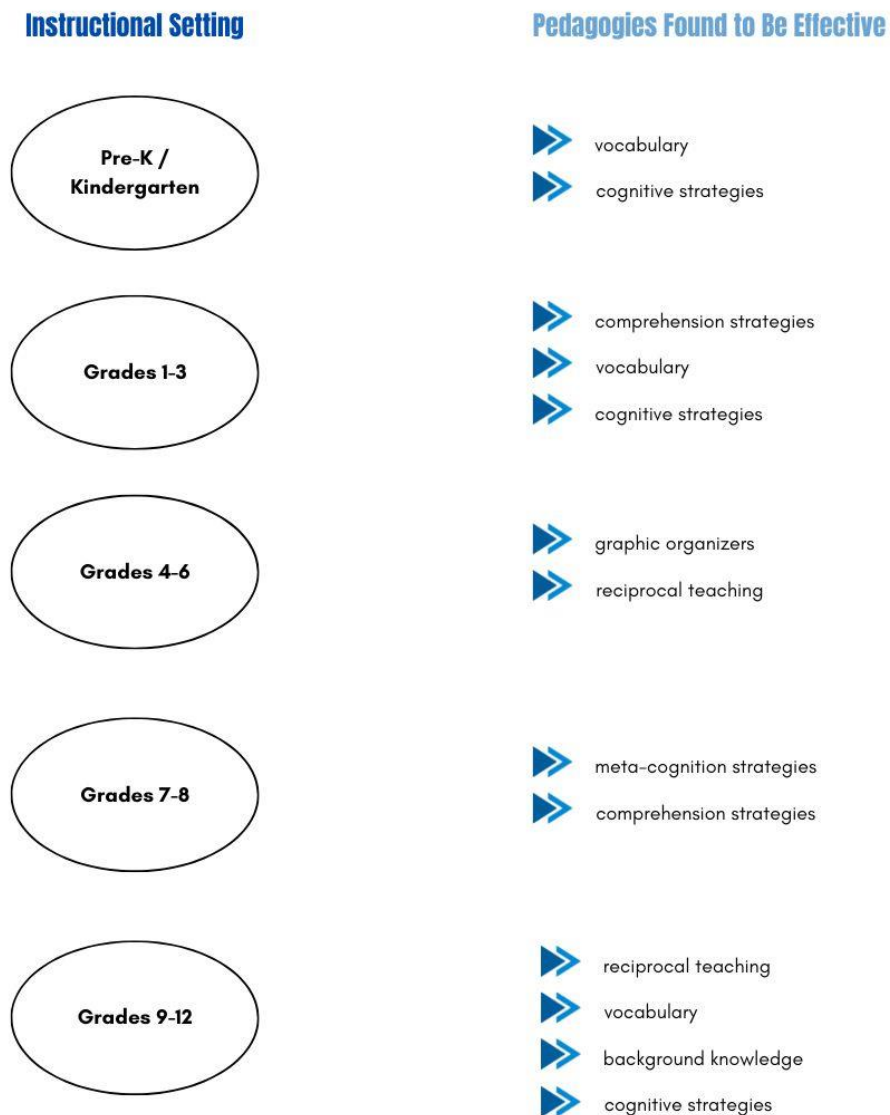 Instructional Setting
Pedagogies Found to Be Effective
Pre-K /
Kindergarten
vocabulary
cognitive strategies
Grades 1-3
comprehension strategies
vocabulary
cognitive strategies
Grades 4-6
graphic organizers
reciprocal teaching
Grades 7-8
meta-cognition strategies
comprehension strategies
Grades 9-12
reciprocal teaching
vocabulary
background knowledge
cognitive strategies